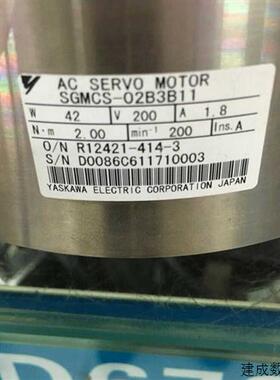 AC SERVO MOTOR
SGMCS-02B3B11
W 42 V 200 A 1.8
N·m 2.00 min⁻¹ 200 Ins. A
O/N R12421-414-3
S/N D0086C611710003
YASKAWA ELECTRIC CORPORATION JAPAN
建成数